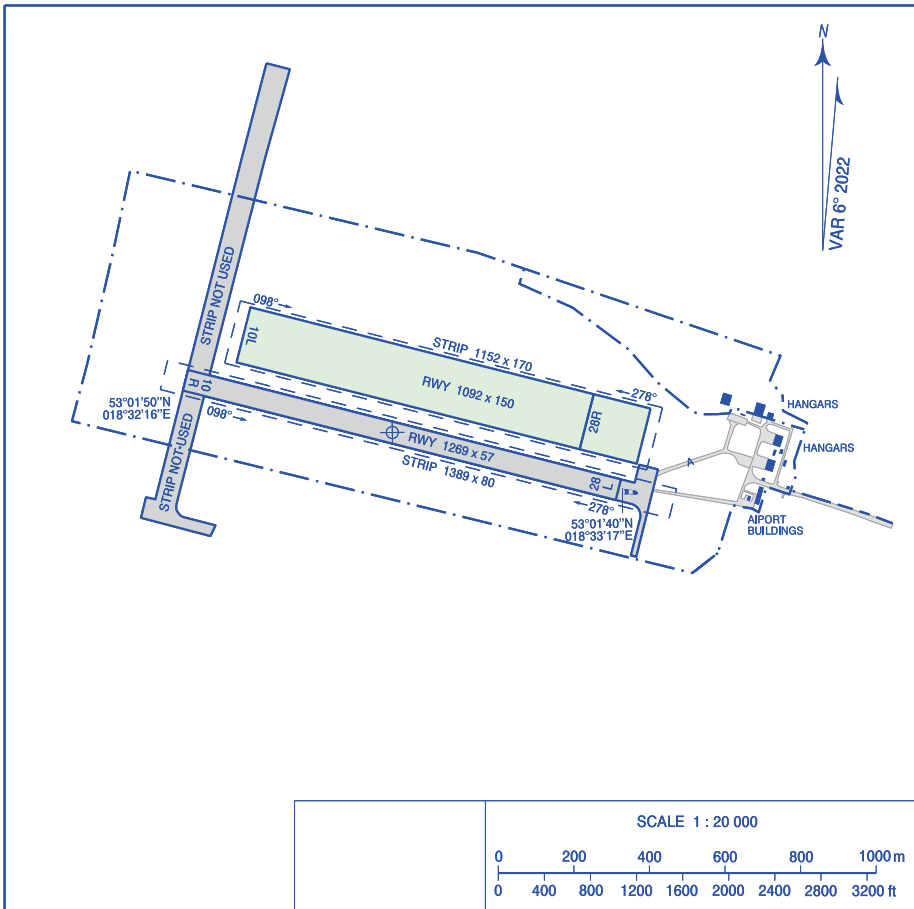 N
VAR 6° 2022
STRIP NOT USED
098°
10L
STRIP 1152 x 170
RWY 1092 x 150
278°
28R
HANGARS
HANGARS
53°01'50"N
018°32'16"E
10
R
098°
RWY 1269 x 57
STRIP 1389 x 80
28
L
278°
A
53°01'40"N
018°33'17"E
AIPORT
BUILDINGS
STRIP NOT USED
SCALE 1 : 20 000
0 200 400 600 800 1000 m
0 400 800 1200 1600 2000 2400 2800 3200 ft